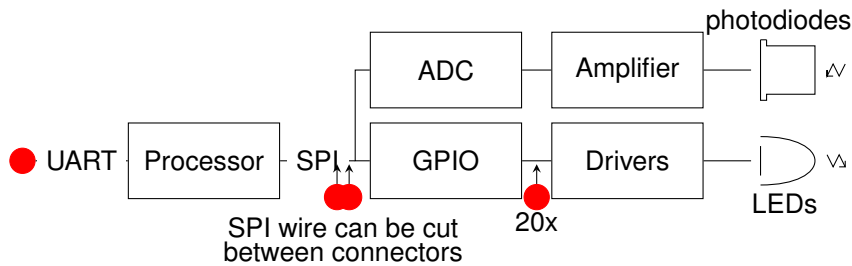 photodiodes
ADC
Amplifier
UART
Processor
SPI
GPIO
Drivers
LEDs
20x
SPI wire can be cut
between connectors